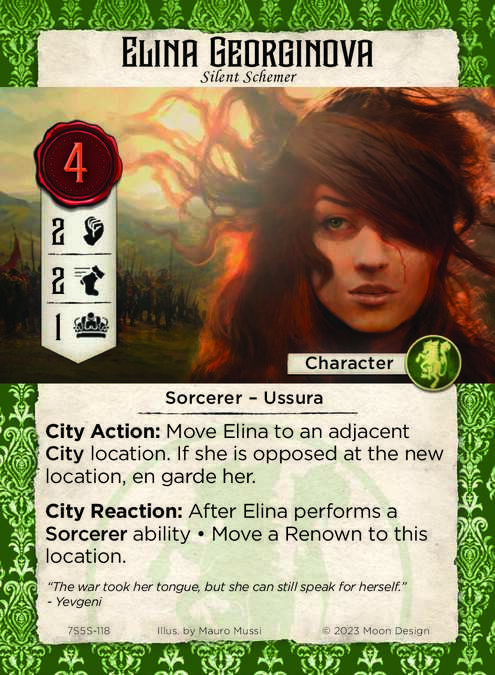 Elina Georginova
Silent Schemer
4
2
2
1
Character
Sorcerer – Ussura
City Action: Move Elina to an adjacent
City location. If she is opposed at the new
location, en garde her.
City Reaction: After Elina performs a
Sorcerer ability • Move a Renown to this
location.
“The war took her tongue, but she can still speak for herself.”
- Yevgeni
7S5S-118 Illus. by Mauro Mussi © 2023 Moon Design